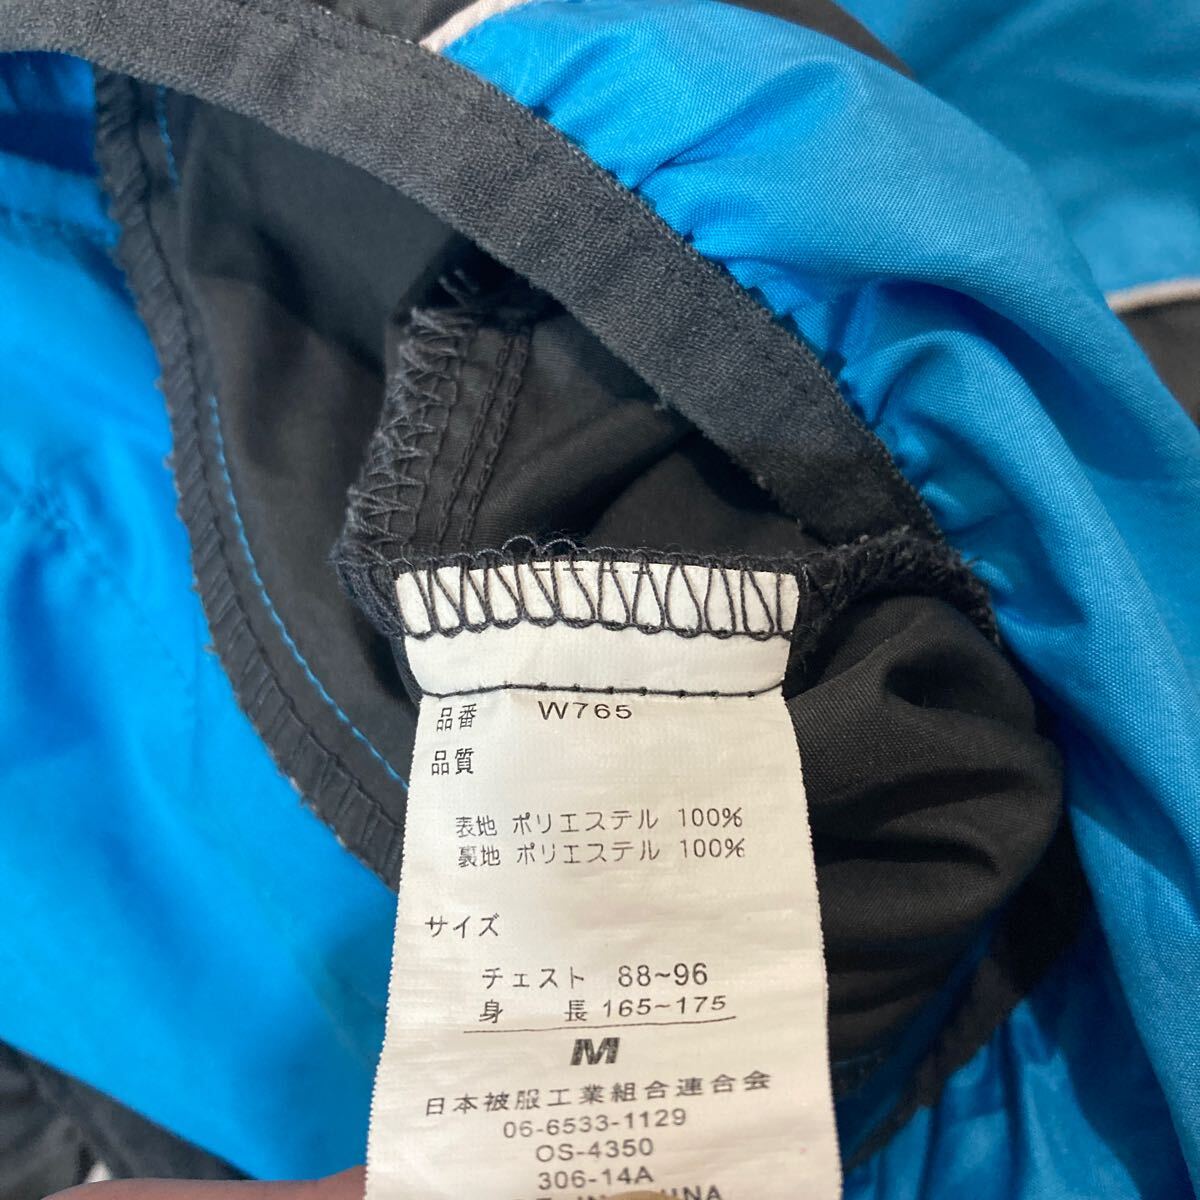 品番 W765
品質
表地 ポリエステル 100%
裏地 ポリエステル 100%
サイズ
チェスト 88~96
身長 165~175
M
日本被服工業組合連合会
06-6533-1129
OS-4350
306-14A
IN CHINA